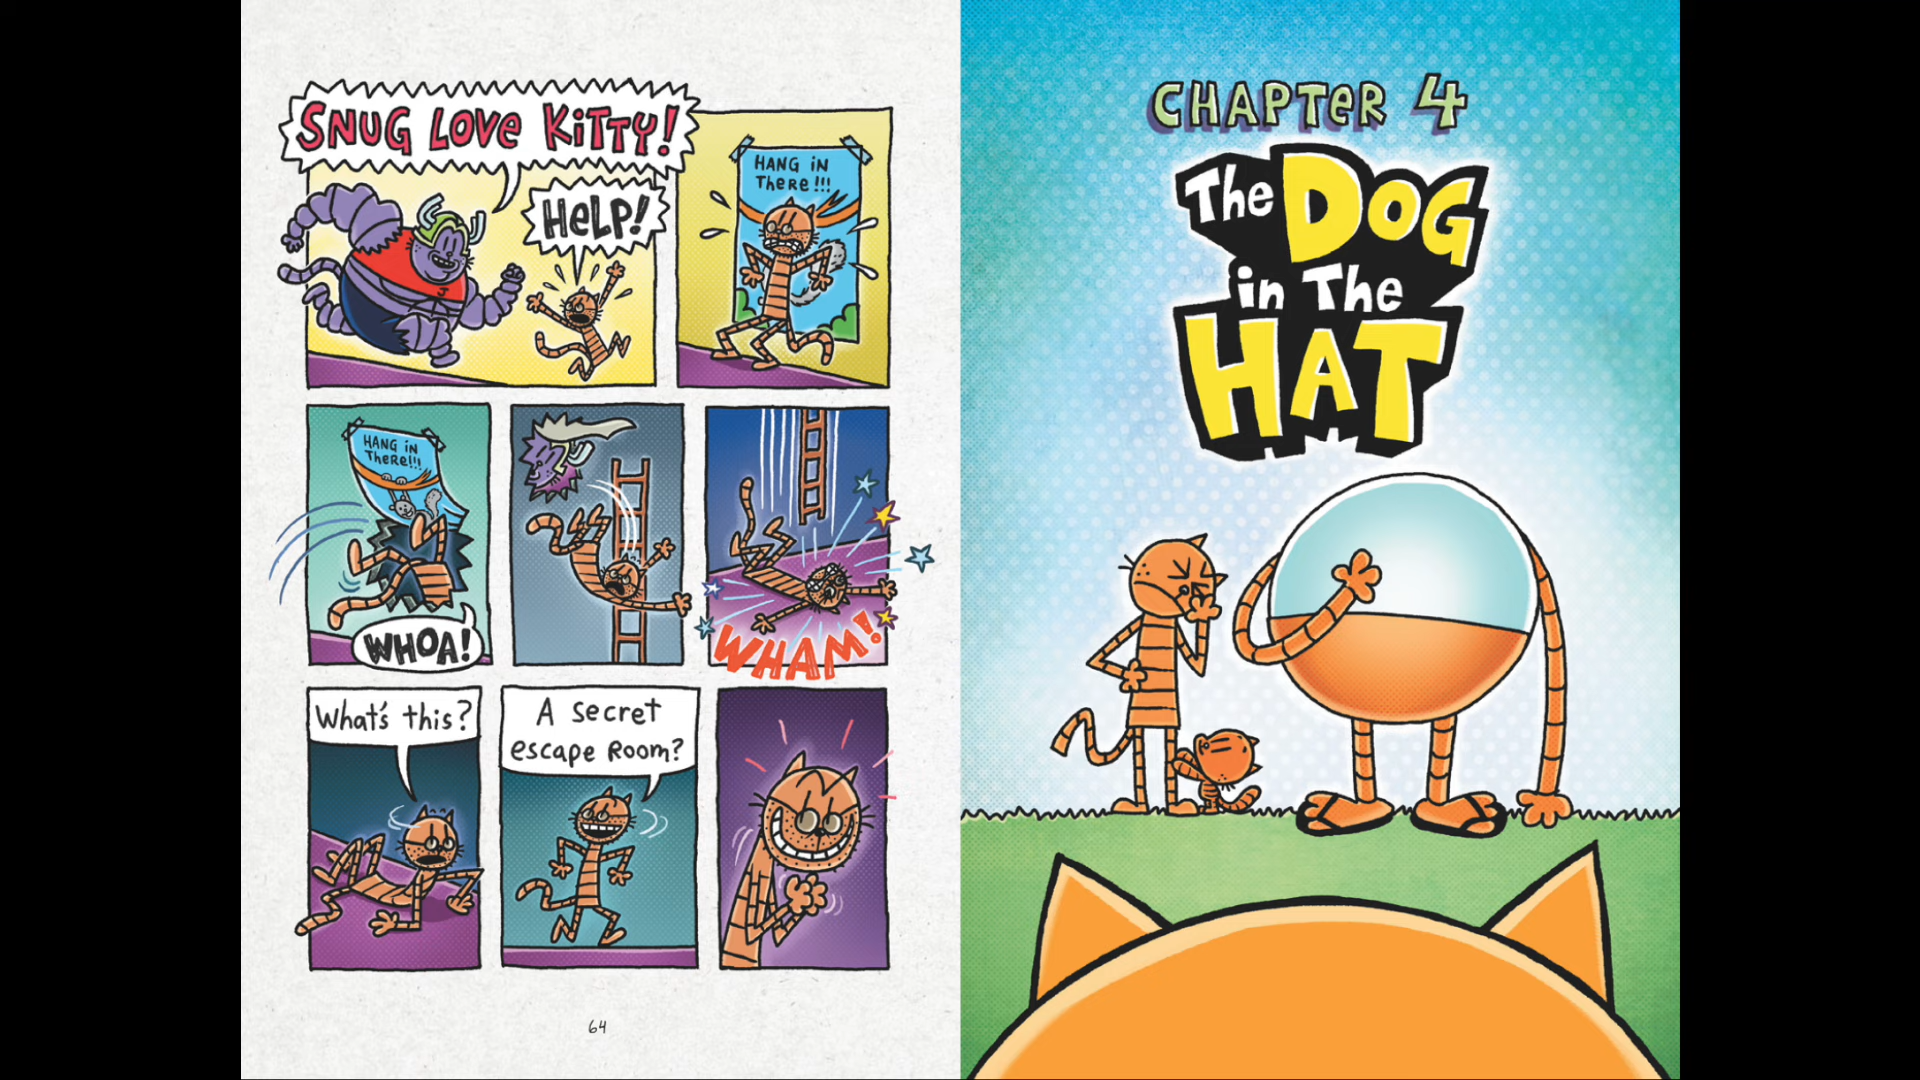 SNUG LOVE KiTTY!
HeLP!
HANG iN
THeRe!!!
HANG iN
THeRe!!!
WHOA!
WHAM!
What's this?
A secret
escape Room?
64
CHAPTeR 4
The DOG
in The
HAT